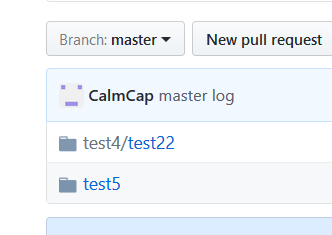 Branch: master New pull request
CalmCap master log
test4/test22
test5